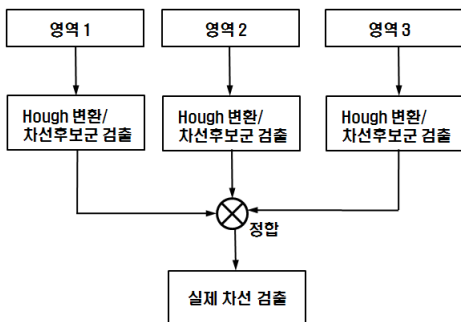 영역 1
영역 2
영역 3
Hough 변환/
차선후보군 검출
Hough 변환/
차선후보군 검출
Hough 변환/
차선후보군 검출
정합
실제 차선 검출